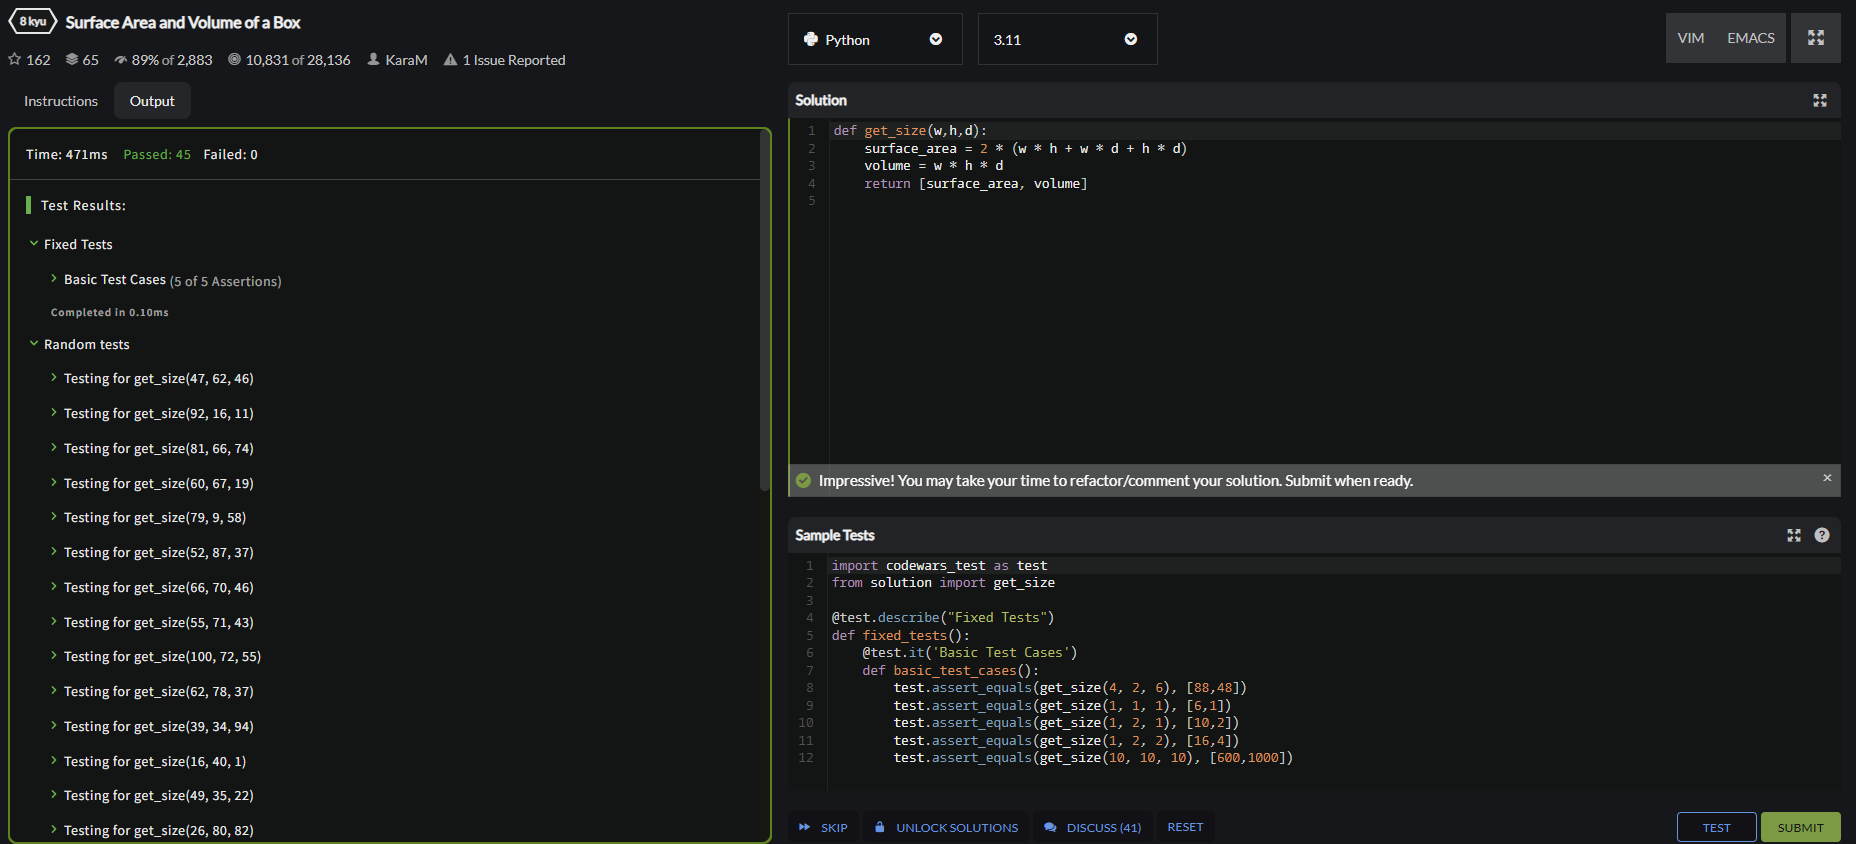 8 kyu Surface Area and Volume of a Box
162 65 89% of 2,883 10,831 of 28,136 KaraM 1 Issue Reported
Instructions Output
Time: 471ms Passed: 45 Failed: 0
Test Results:
Fixed Tests
Basic Test Cases (5 of 5 Assertions)
Completed in 0.10ms
Random tests
Testing for get_size(47, 62, 46)
Testing for get_size(92, 16, 11)
Testing for get_size(81, 66, 74)
Testing for get_size(60, 67, 19)
Testing for get_size(79, 9, 58)
Testing for get_size(52, 87, 37)
Testing for get_size(66, 70, 46)
Testing for get_size(55, 71, 43)
Testing for get_size(100, 72, 55)
Testing for get_size(62, 78, 37)
Testing for get_size(39, 34, 94)
Testing for get_size(16, 40, 1)
Testing for get_size(49, 35, 22)
Testing for get_size(26, 80, 82)
Python 3.11 VIM EMACS
Solution
1 def get_size(w,h,d):
2     surface_area = 2 * (w * h + w * d + h * d)
3     volume = w * h * d
4     return [surface_area, volume]
5
Impressive! You may take your time to refactor/comment your solution. Submit when ready. ×
Sample Tests ?
1 import codewars_test as test
2 from solution import get_size
3
4 @test.describe("Fixed Tests")
5 def fixed_tests():
6     @test.it('Basic Test Cases')
7     def basic_test_cases():
8         test.assert_equals(get_size(4, 2, 6), [88,48])
9         test.assert_equals(get_size(1, 1, 1), [6,1])
10         test.assert_equals(get_size(1, 2, 1), [10,2])
11         test.assert_equals(get_size(1, 2, 2), [16,4])
12         test.assert_equals(get_size(10, 10, 10), [600,1000])
SKIP UNLOCK SOLUTIONS DISCUSS (41) RESET TEST SUBMIT